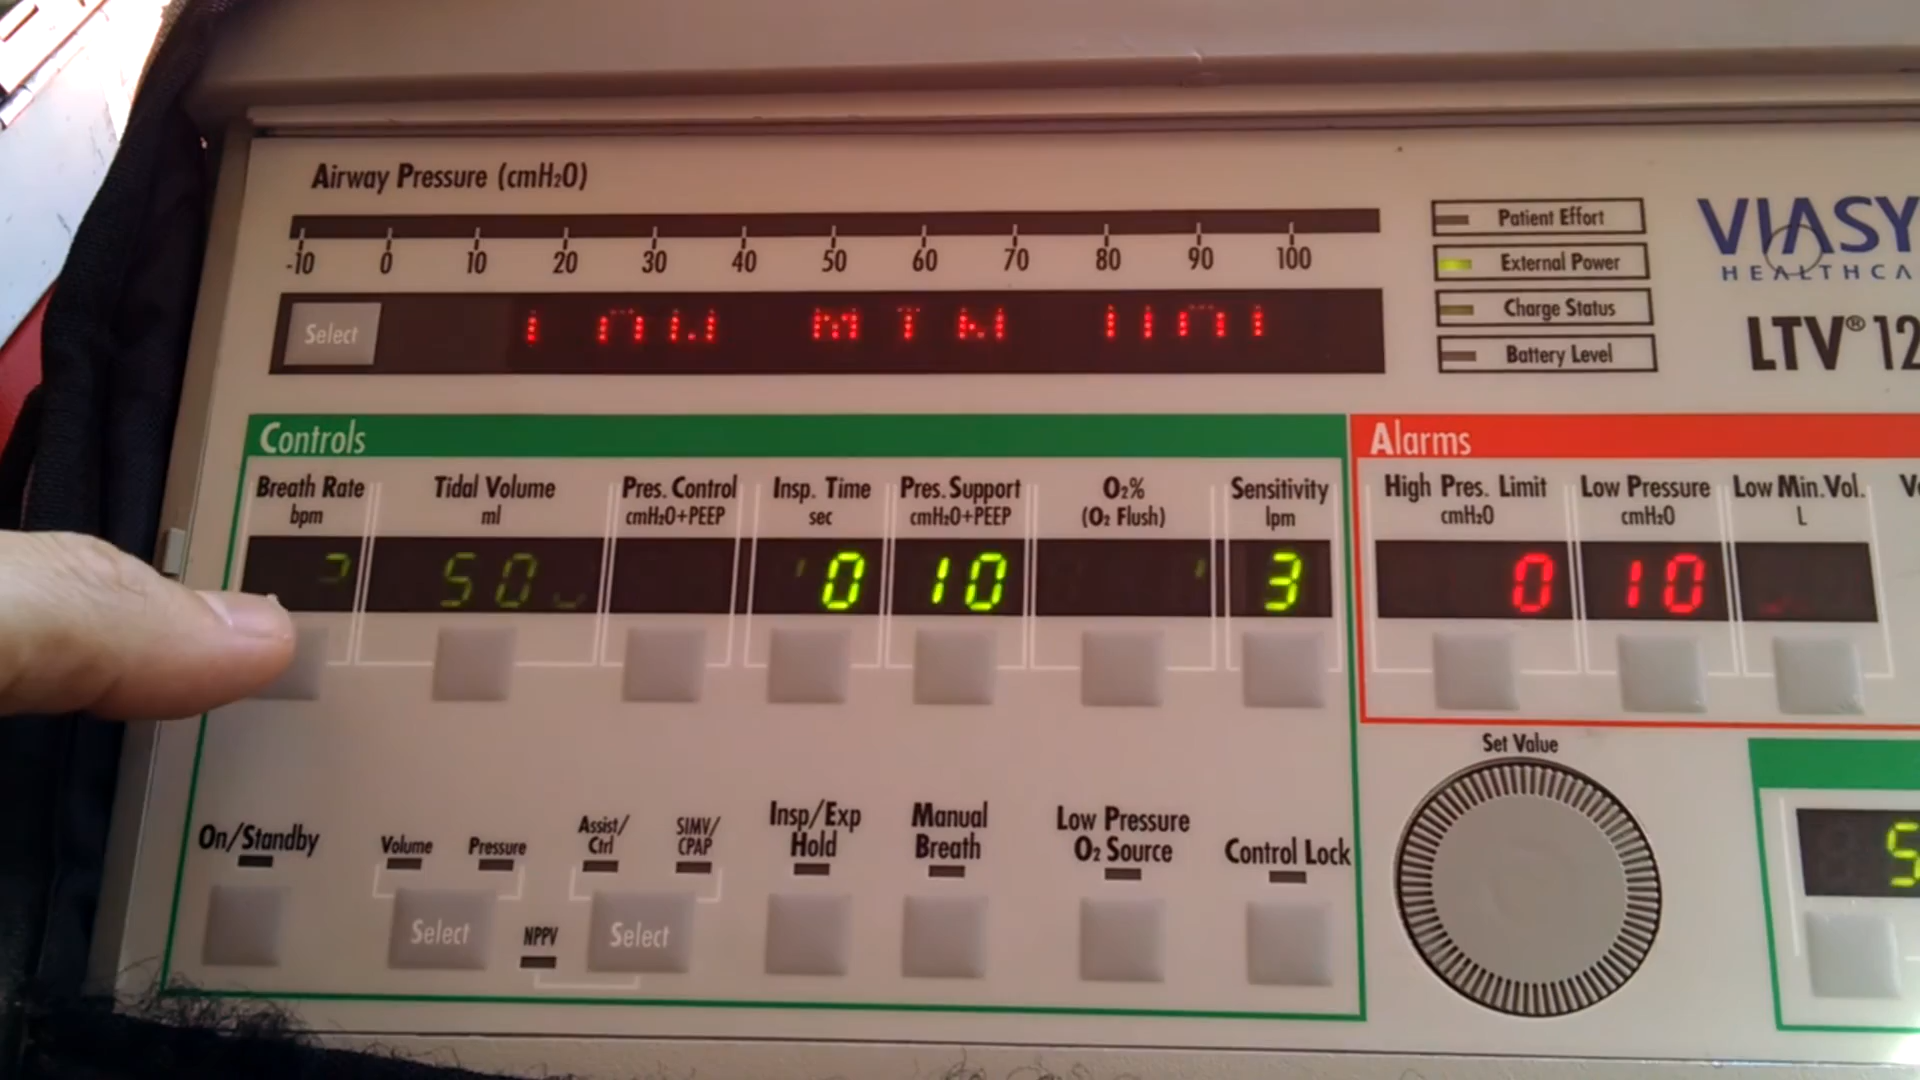 Airway Pressure (cmH₂O)
-10 0 10 20 30 40 50 60 70 80 90 100
Select
Patient Effort
External Power
Charge Status
Battery Level
VIASY
HEALTHCA
LTV® 12
Controls
Breath Rate bpm
Tidal Volume ml
Pres. Control cmH₂O+PEEP
Insp. Time sec
Pres. Support cmH₂O+PEEP
O₂% (O₂ Flush)
Sensitivity lpm
50
0
10
3
Alarms
High Pres. Limit cmH₂O
Low Pressure cmH₂O
Low Min. Vol. L
0
10
Set Value
On/Standby
Volume
Pressure
Select
NPPV
Assist/
Ctrl
SIMV/
CPAP
Select
Insp/Exp
Hold
Manual
Breath
Low Pressure
O₂ Source
Control Lock
5